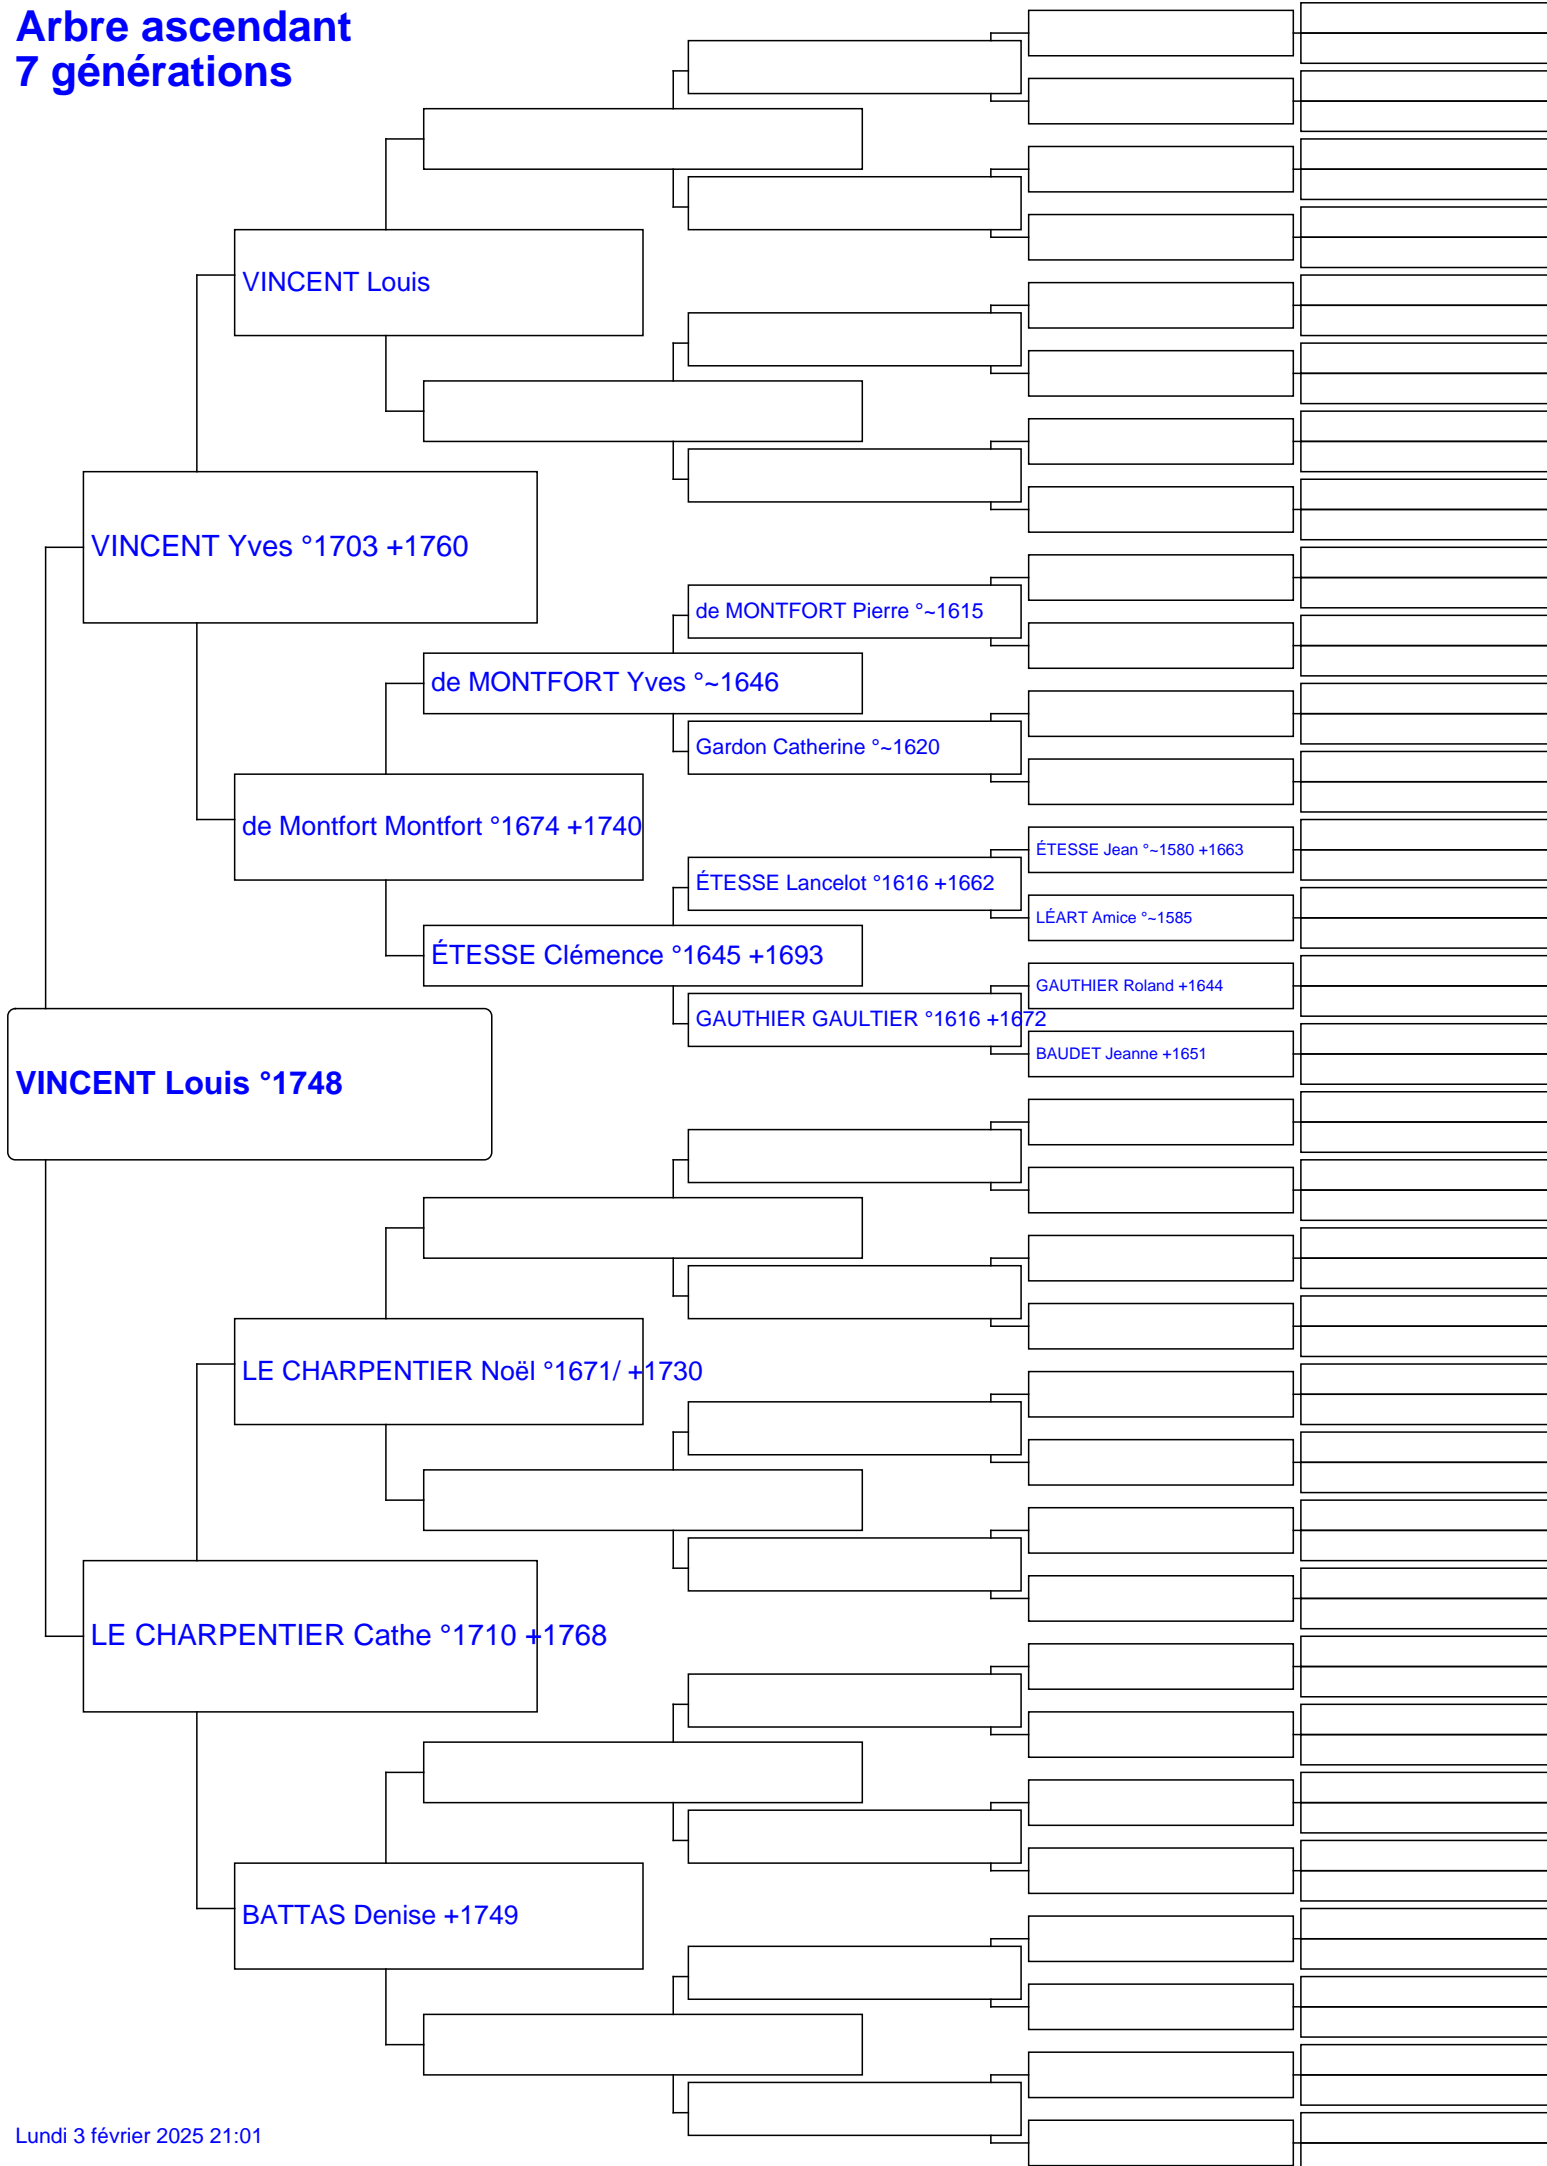 Arbre ascendant
7 générations
VINCENT Louis
VINCENT Yves °1703 +1760
de MONTFORT Pierre °~1615
de MONTFORT Yves °~1646
Gardon Catherine °~1620
de Montfort Montfort °1674 +1740
ÉTESSE Jean °~1580 +1663
ÉTESSE Lancelot °1616 +1662
LÉART Amice °~1585
ÉTESSE Clémence °1645 +1693
GAUTHIER Roland +1644
GAUTHIER GAULTIER °1616 +1672
BAUDET Jeanne +1651
VINCENT Louis °1748
LE CHARPENTIER Noël °1671/ +1730
LE CHARPENTIER Cathe °1710 +1768
BATTAS Denise +1749
Lundi 3 février 2025 21:01